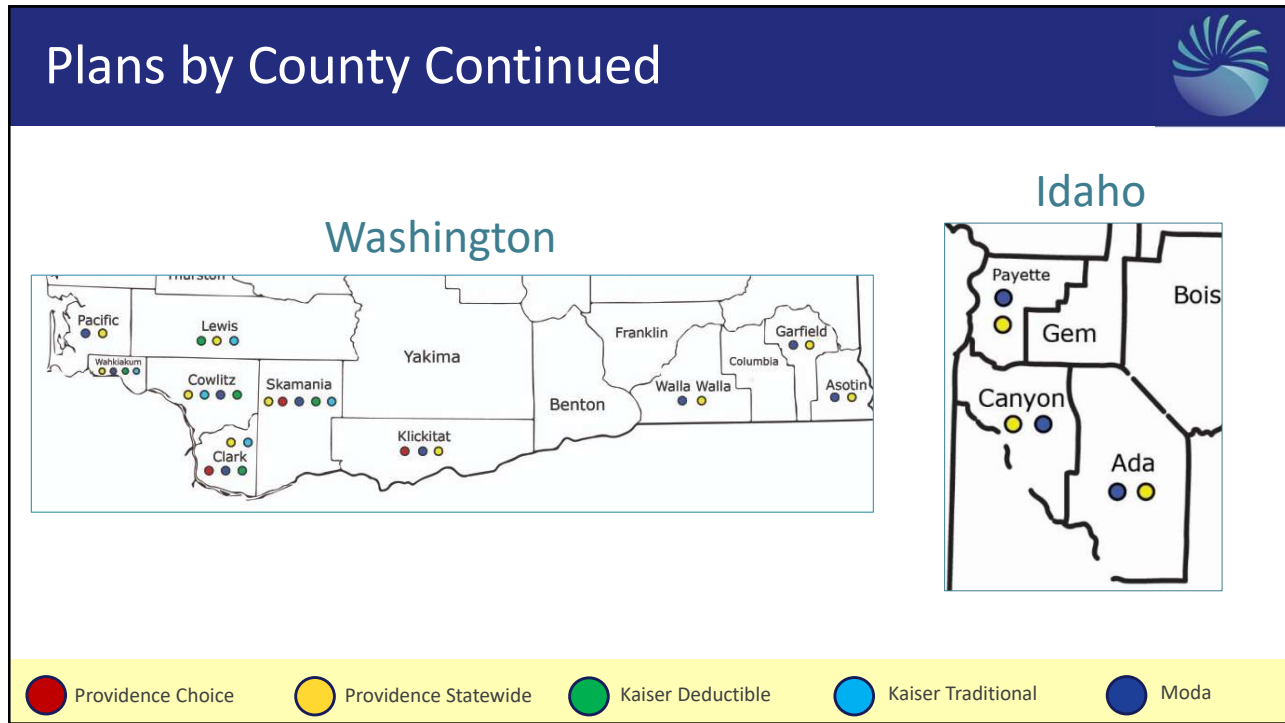 Plans by County Continued
Washington
Idaho
Thurston
Pacific
Lewis
Wahkiakum
Cowlitz
Skamania
Clark
Yakima
Klickitat
Benton
Franklin
Walla Walla
Columbia
Garfield
Asotin
Payette
Gem
Bois
Canyon
Ada
Providence Choice
Providence Statewide
Kaiser Deductible
Kaiser Traditional
Moda